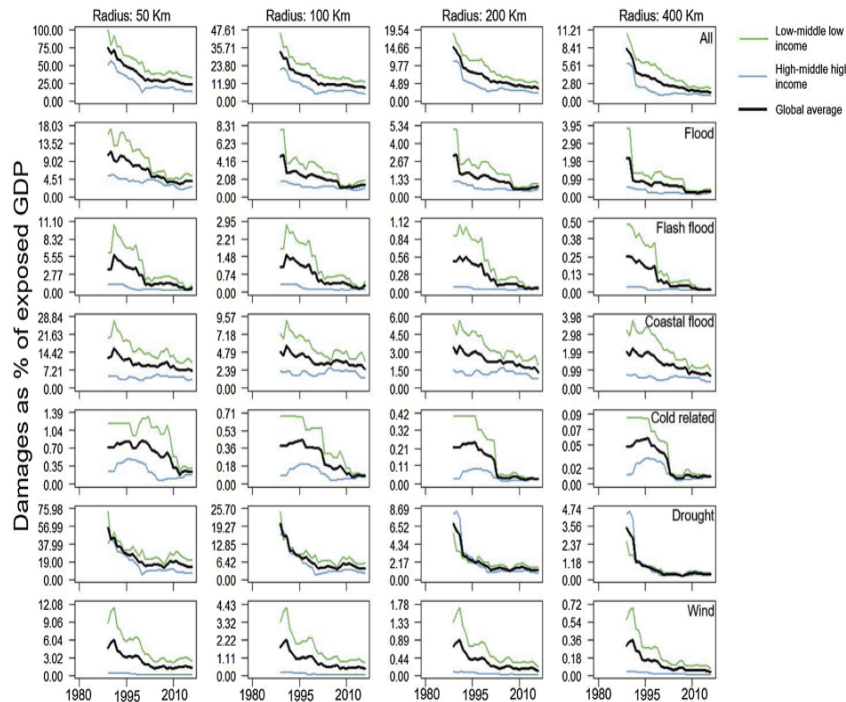 Radius: 50 Km Radius: 100 Km Radius: 200 Km Radius: 400 Km
Low-middle low income
High-middle high income
Global average
Damages as % of exposed GDP
100.00 47.61 19.54 11.21 All
75.00 35.71 14.66 8.41
50.00 23.80 9.77 5.61
25.00 11.90 4.89 2.80
0.00 0.00 0.00 0.00
18.03 8.31 5.34 3.95 Flood
13.52 6.23 4.00 2.96
9.02 4.16 2.67 1.98
4.51 2.08 1.33 0.99
0.00 0.00 0.00 0.00
11.10 2.95 1.12 0.50 Flash flood
8.32 2.21 0.84 0.38
5.55 1.48 0.56 0.25
2.77 0.74 0.28 0.13
0.00 0.00 0.00 0.00
28.84 9.57 6.00 3.98 Coastal flood
21.63 7.18 4.50 2.98
14.42 4.79 3.00 1.99
7.21 2.39 1.50 0.99
0.00 0.00 0.00 0.00
1.39 0.71 0.42 0.09 Cold related
1.04 0.53 0.32 0.07
0.70 0.36 0.21 0.05
0.35 0.18 0.11 0.02
0.00 0.00 0.00 0.00
75.98 25.70 8.69 4.74 Drought
56.99 19.27 6.52 3.56
37.99 12.85 4.34 2.37
19.00 6.42 2.17 1.18
0.00 0.00 0.00 0.00
12.08 4.43 1.78 0.72 Wind
9.06 3.32 1.33 0.54
6.04 2.22 0.89 0.36
3.02 1.11 0.44 0.18
0.00 0.00 0.00 0.00
1980 1995 2010 1980 1995 2010 1980 1995 2010 1980 1995 2010